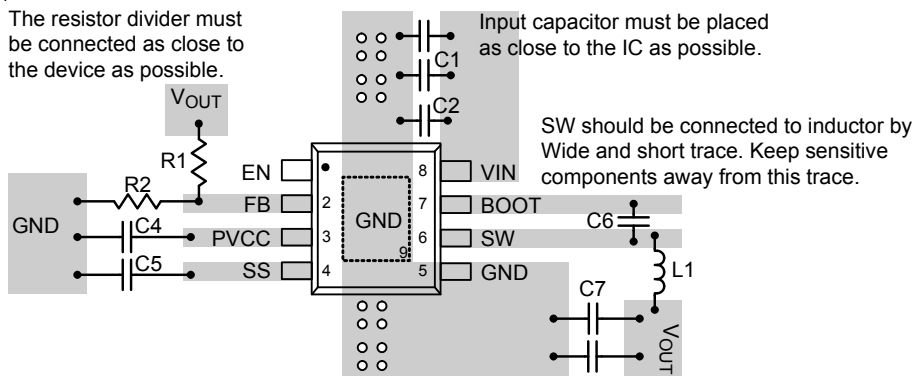 The resistor divider must
be connected as close to
the device as possible.
Input capacitor must be placed
as close to the IC as possible.
C1
C2
VOUT
R1
R2
SW should be connected to inductor by
Wide and short trace. Keep sensitive
components away from this trace.
EN
8
VIN
FB
2
7
BOOT
GND
GND
C4
PVCC
3
6
SW
C6
9
C5
SS
4
5
GND
L1
C7
VOUT